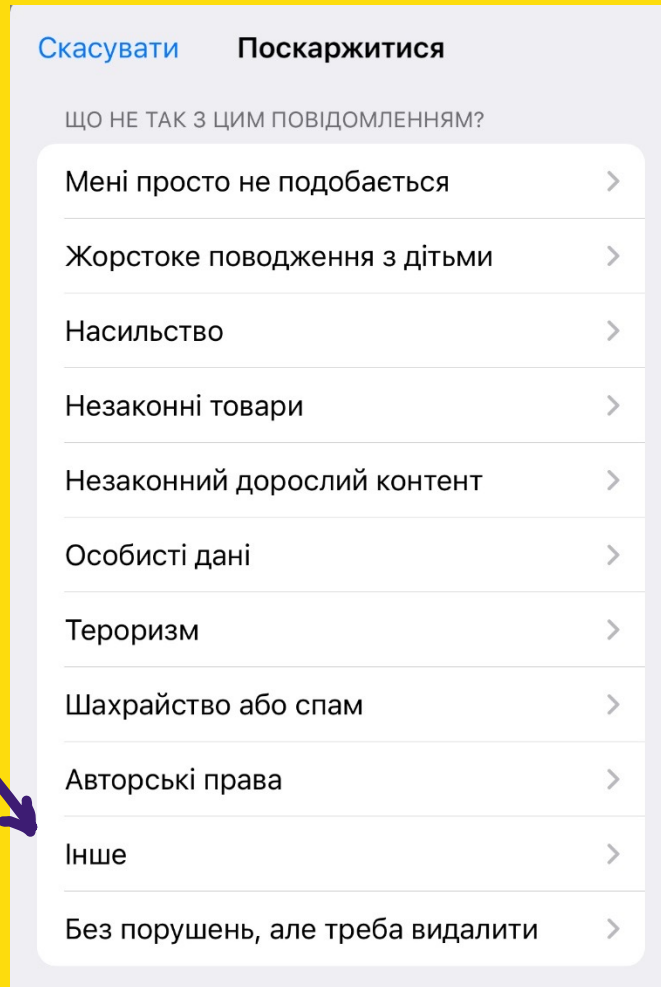 Скасувати Поскаржитися
ЩО НЕ ТАК З ЦИМ ПОВІДОМЛЕННЯМ?
Мені просто не подобається
Жорстоке поводження з дітьми
Насильство
Незаконні товари
Незаконний дорослий контент
Особисті дані
Тероризм
Шахрайство або спам
Авторські права
Інше
Без порушень, але треба видалити